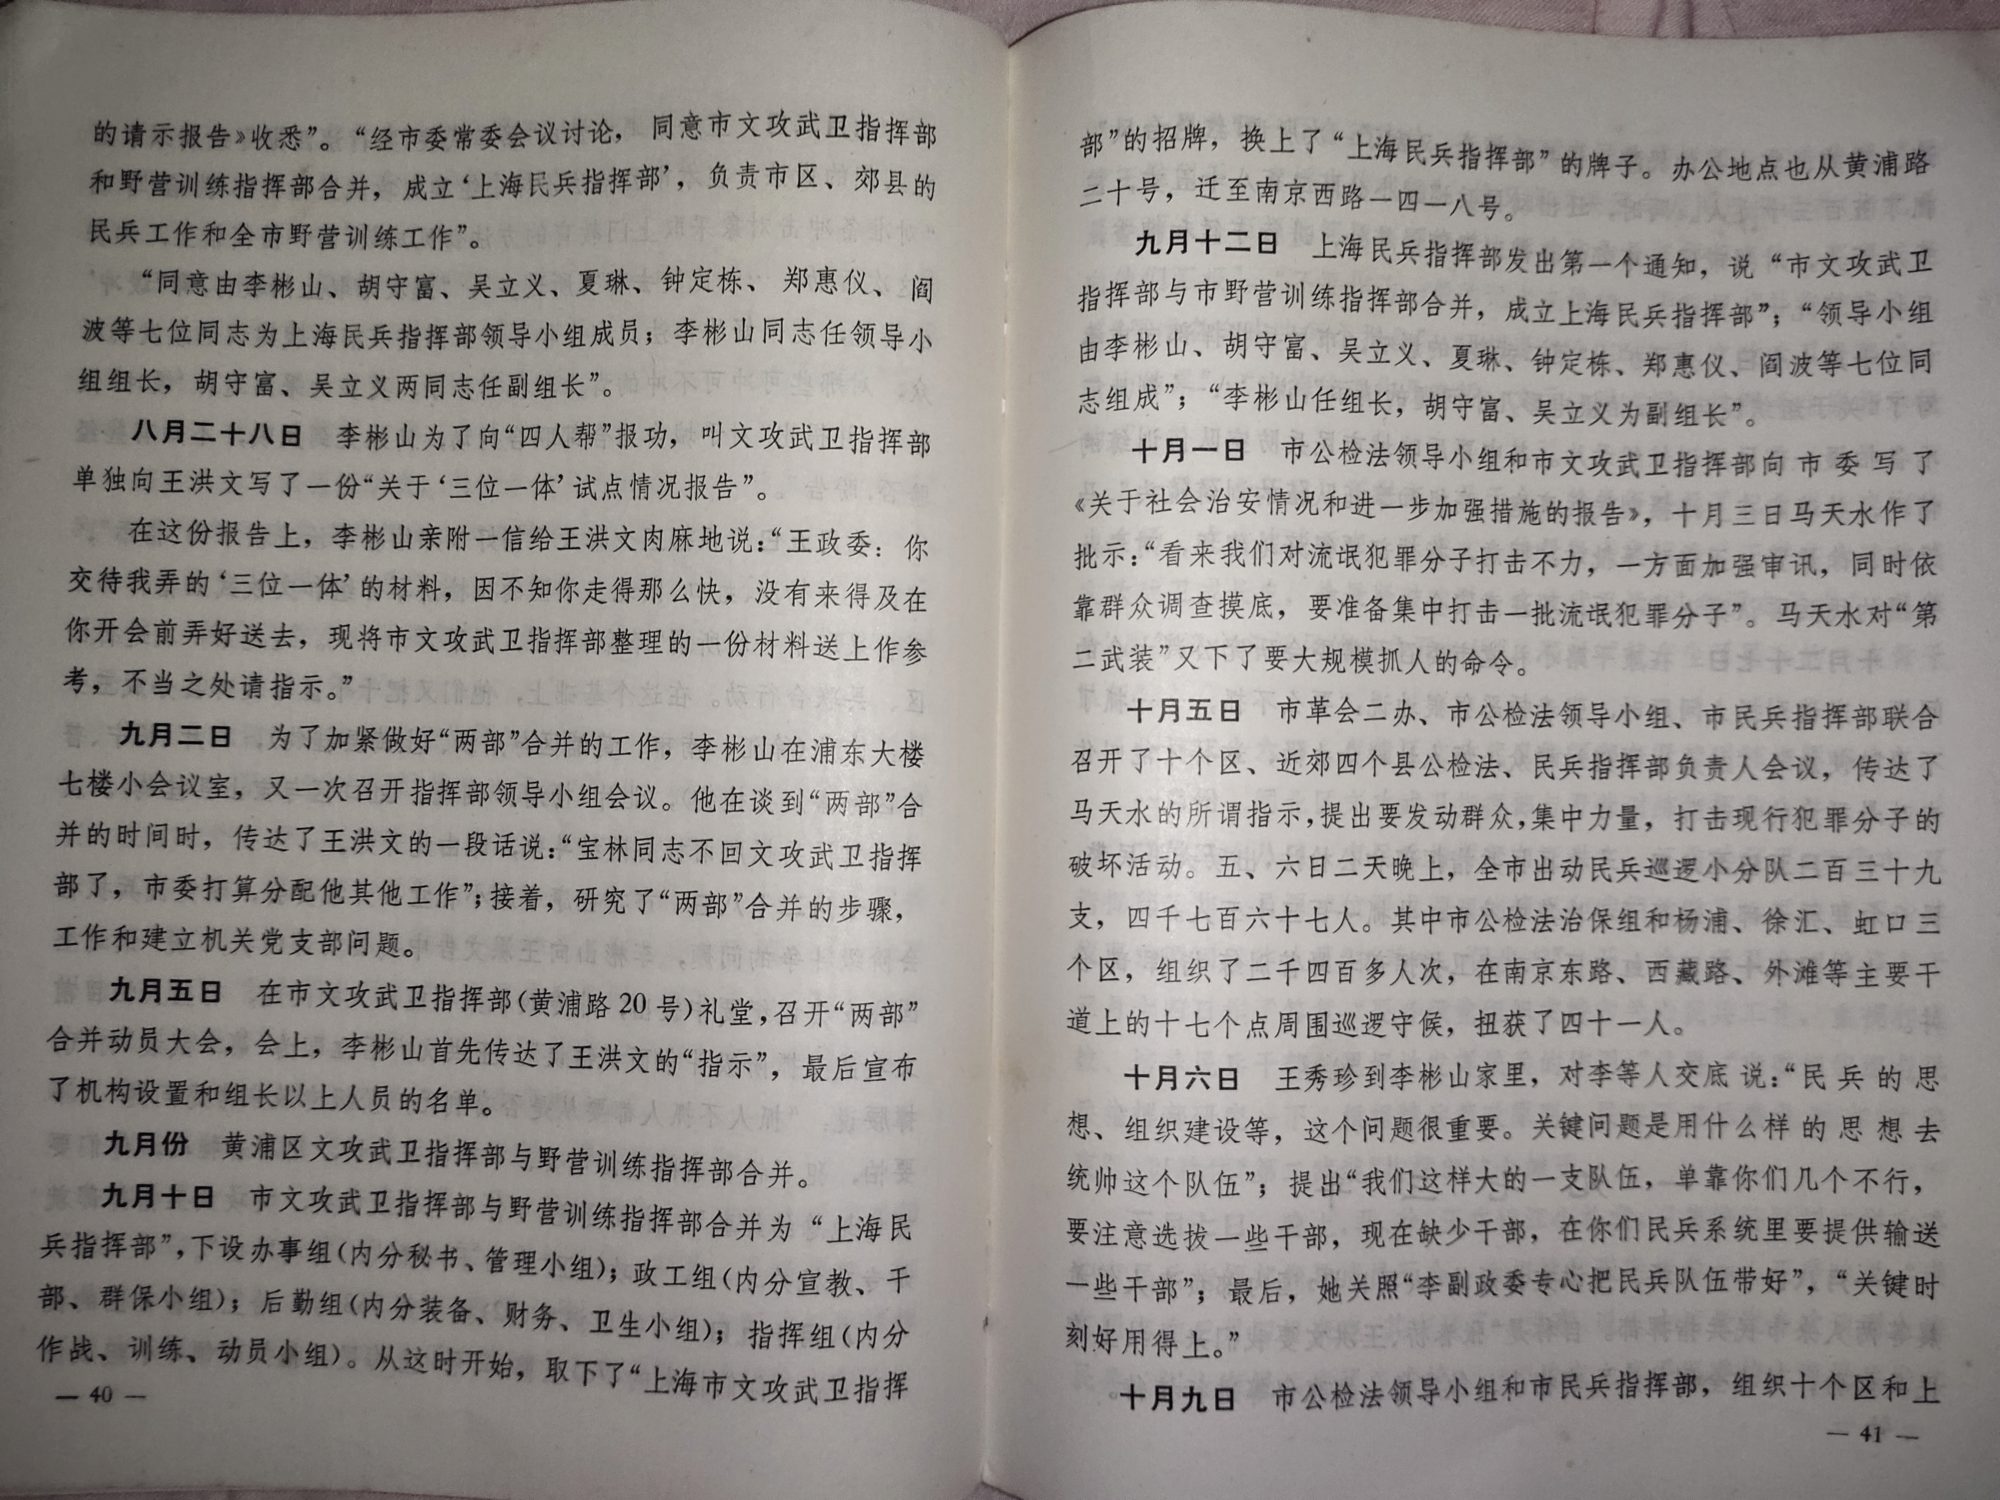 的请示报告》收悉”。“经市委常委会议讨论，同意市文攻武卫指挥部
和野营训练指挥部合并，成立‘上海民兵指挥部’，负责市区、郊县的
民兵工作和全市野营训练工作”。
“同意由李彬山、胡守富、吴立义、夏琳、钟定栋、郑惠仪、阎
波等七位同志为上海民兵指挥部领导小组成员；李彬山同志任领导小
组组长，胡守富、吴立义两同志任副组长”。
八月二十八日　李彬山为了向“四人帮”报功，叫文攻武卫指挥部
单独向王洪文写了一份“关于‘三位一体’试点情况报告”。
在这份报告上，李彬山亲附一信给王洪文肉麻地说：“王政委：你
交待我弄的‘三位一体’的材料，因不知你走得那么快，没有来得及在
你开会前弄好送去，现将市文攻武卫指挥部整理的一份材料送上作参
考，不当之处请指示。”
九月二日　为了加紧做好“两部”合并的工作，李彬山在浦东大楼
七楼小会议室，又一次召开指挥部领导小组会议。他在谈到“两部”合
并的时间时，传达了王洪文的一段话说：“宝林同志不回文攻武卫指挥
部了，市委打算分配他其他工作”；接着，研究了“两部”合并的步骤，
工作和建立机关党支部问题。
九月五日　在市文攻武卫指挥部(黄浦路20号)礼堂，召开“两部”
合并动员大会，会上，李彬山首先传达了王洪文的“指示”，最后宣布
了机构设置和组长以上人员的名单。
九月份　黄浦区文攻武卫指挥部与野营训练指挥部合并。
九月十日　市文攻武卫指挥部与野营训练指挥部合并为“上海民
兵指挥部”，下设办事组(内分秘书、管理小组)；政工组(内分宣教、干
部、群保小组)；后勤组(内分装备、财务、卫生小组)；指挥组(内分
作战、训练、动员小组)。从这时开始，取下了“上海市文攻武卫指挥
— 40 —
部”的招牌，换上了“上海民兵指挥部”的牌子。办公地点也从黄浦路
二十号，迁至南京西路一四一八号。
九月十二日　上海民兵指挥部发出第一个通知，说“市文攻武卫
指挥部与市野营训练指挥部合并，成立上海民兵指挥部”；“领导小组
由李彬山、胡守富、吴立义、夏琳、钟定栋、郑惠仪、阎波等七位同
志组成”；“李彬山任组长，胡守富、吴立义为副组长”。
十月一日　市公检法领导小组和市文攻武卫指挥部向市委写了
《关于社会治安情况和进一步加强措施的报告》，十月三日马天水作了
批示：“看来我们对流氓犯罪分子打击不力，一方面加强审讯，同时依
靠群众调查摸底，要准备集中打击一批流氓犯罪分子”。马天水对“第
二武装”又下了要大规模抓人的命令。
十月五日　市革会二办、市公检法领导小组、市民兵指挥部联合
召开了十个区、近郊四个县公检法、民兵指挥部负责人会议，传达了
马天水的所谓指示，提出要发动群众，集中力量，打击现行犯罪分子的
破坏活动。五、六日二天晚上，全市出动民兵巡逻小分队二百三十九
支，四千七百六十七人。其中市公检法治保组和杨浦、徐汇、虹口三
个区，组织了二千四百多人次，在南京东路、西藏路、外滩等主要干
道上的十七个点周围巡逻守候，扭获了四十一人。
十月六日　王秀珍到李彬山家里，对李等人交底说：“民兵的思
想、组织建设等，这个问题很重要。关键问题是用什么样的思想去
统帅这个队伍”；提出“我们这样大的一支队伍，单靠你们几个不行，
要注意选拔一些干部，现在缺少干部，在你们民兵系统里要提供输送
一些干部”；最后，她关照“李副政委专心把民兵队伍带好”，“关键时
刻好用得上。”
十月九日　市公检法领导小组和市民兵指挥部，组织十个区和上
— 41 —